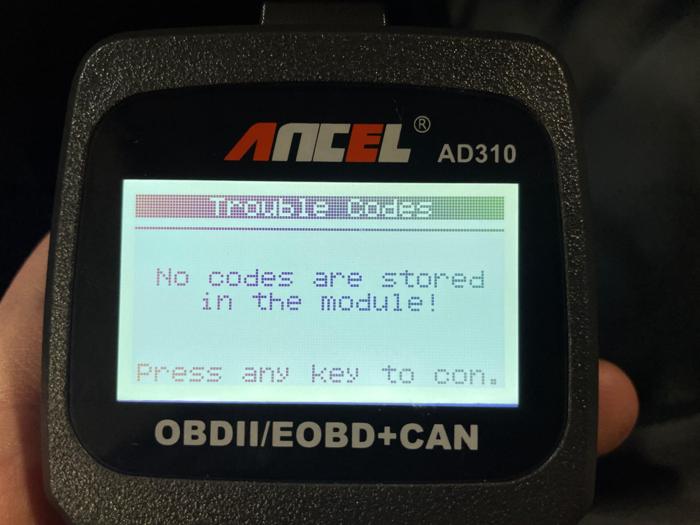 ANCEL® AD310
Trouble Codes
No codes are stored
in the module!
Press any key to con.
OBDII/EOBD+CAN